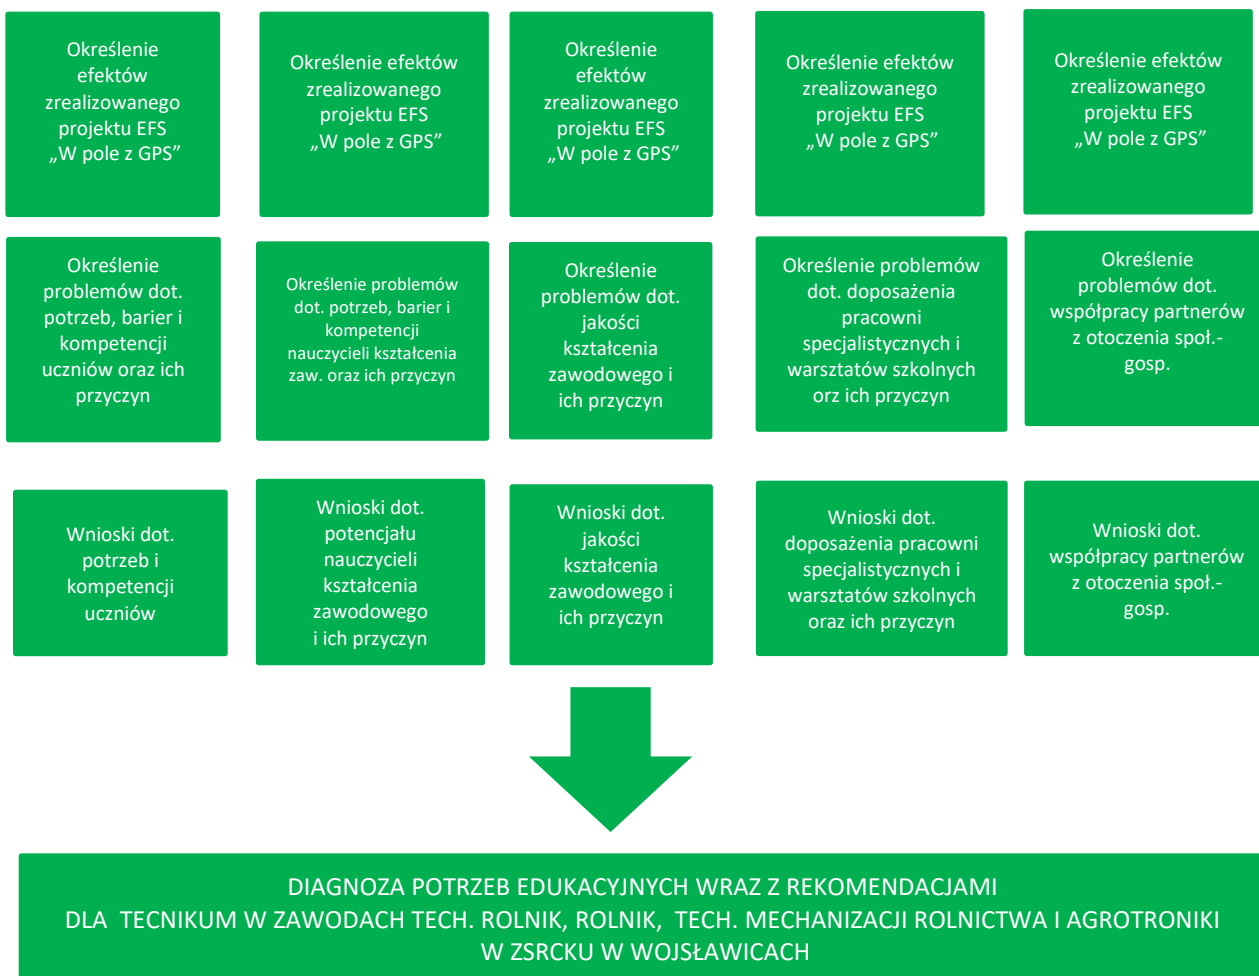 Określenie
efektów
zrealizowanego
projektu EFS
„W pole z GPS”
Określenie efektów
zrealizowanego
projektu EFS
„W pole z GPS”
Określenie
efektów
zrealizowanego
projektu EFS
„W pole z GPS”
Określenie efektów
zrealizowanego
projektu EFS
„W pole z GPS”
Określenie efektów
zrealizowanego
projektu EFS
„W pole z GPS”
Określenie
problemów dot.
potrzeb, barier i
kompetencji
uczniów oraz ich
przyczyn
Określenie problemów
dot. potrzeb, barier i
kompetencji
nauczycieli kształcenia
zaw. oraz ich przyczyn
Określenie
problemów dot.
jakości
kształcenia
zawodowego i
ich przyczyn
Określenie problemów
dot. doposażenia
pracowni
specjalistycznych i
warsztatów szkolnych
orz ich przyczyn
Określenie
problemów dot.
współpracy partnerów
z otoczenia społ.-
gosp.
Wnioski dot.
potrzeb i
kompetencji
uczniów
Wnioski dot.
potencjału
nauczycieli
kształcenia
zawodowego
i ich przyczyn
Wnioski dot.
jakości
kształcenia
zawodowego i
ich przyczyn
Wnioski dot.
doposażenia pracowni
specjalistycznych i
warsztatów szkolnych
oraz ich przyczyn
Wnioski dot.
współpracy partnerów
z otoczenia społ.-
gosp.
DIAGNOZA POTRZEB EDUKACYJNYCH WRAZ Z REKOMENDACJAMI
DLA TECNIKUM W ZAWODACH TECH. ROLNIK, ROLNIK, TECH. MECHANIZACJI ROLNICTWA I AGROTRONIKI
W ZSRCKU W WOJSŁAWICACH